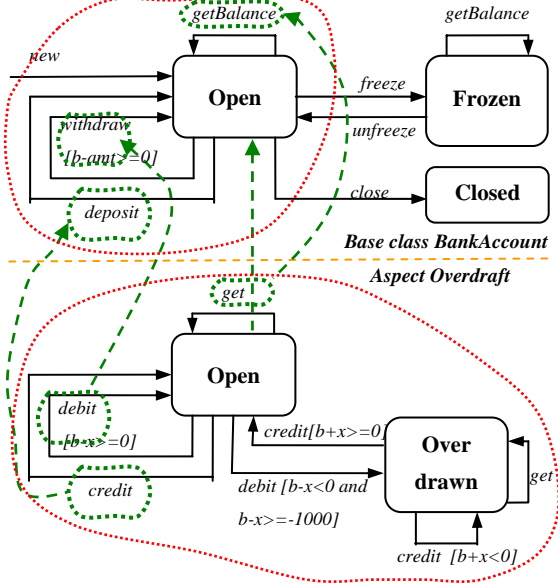 getBalance
getBalance
new
Open
freeze
Frozen
unfreeze
withdraw
[b-amt>=0]
deposit
close
Closed
Base class BankAccount
Aspect Overdraft
get
Open
debit
[b-x>=0]
credit
credit[b+x>=0]
Over
drawn
get
debit [b-x<0 and
b-x>=-1000]
credit [b+x<0]